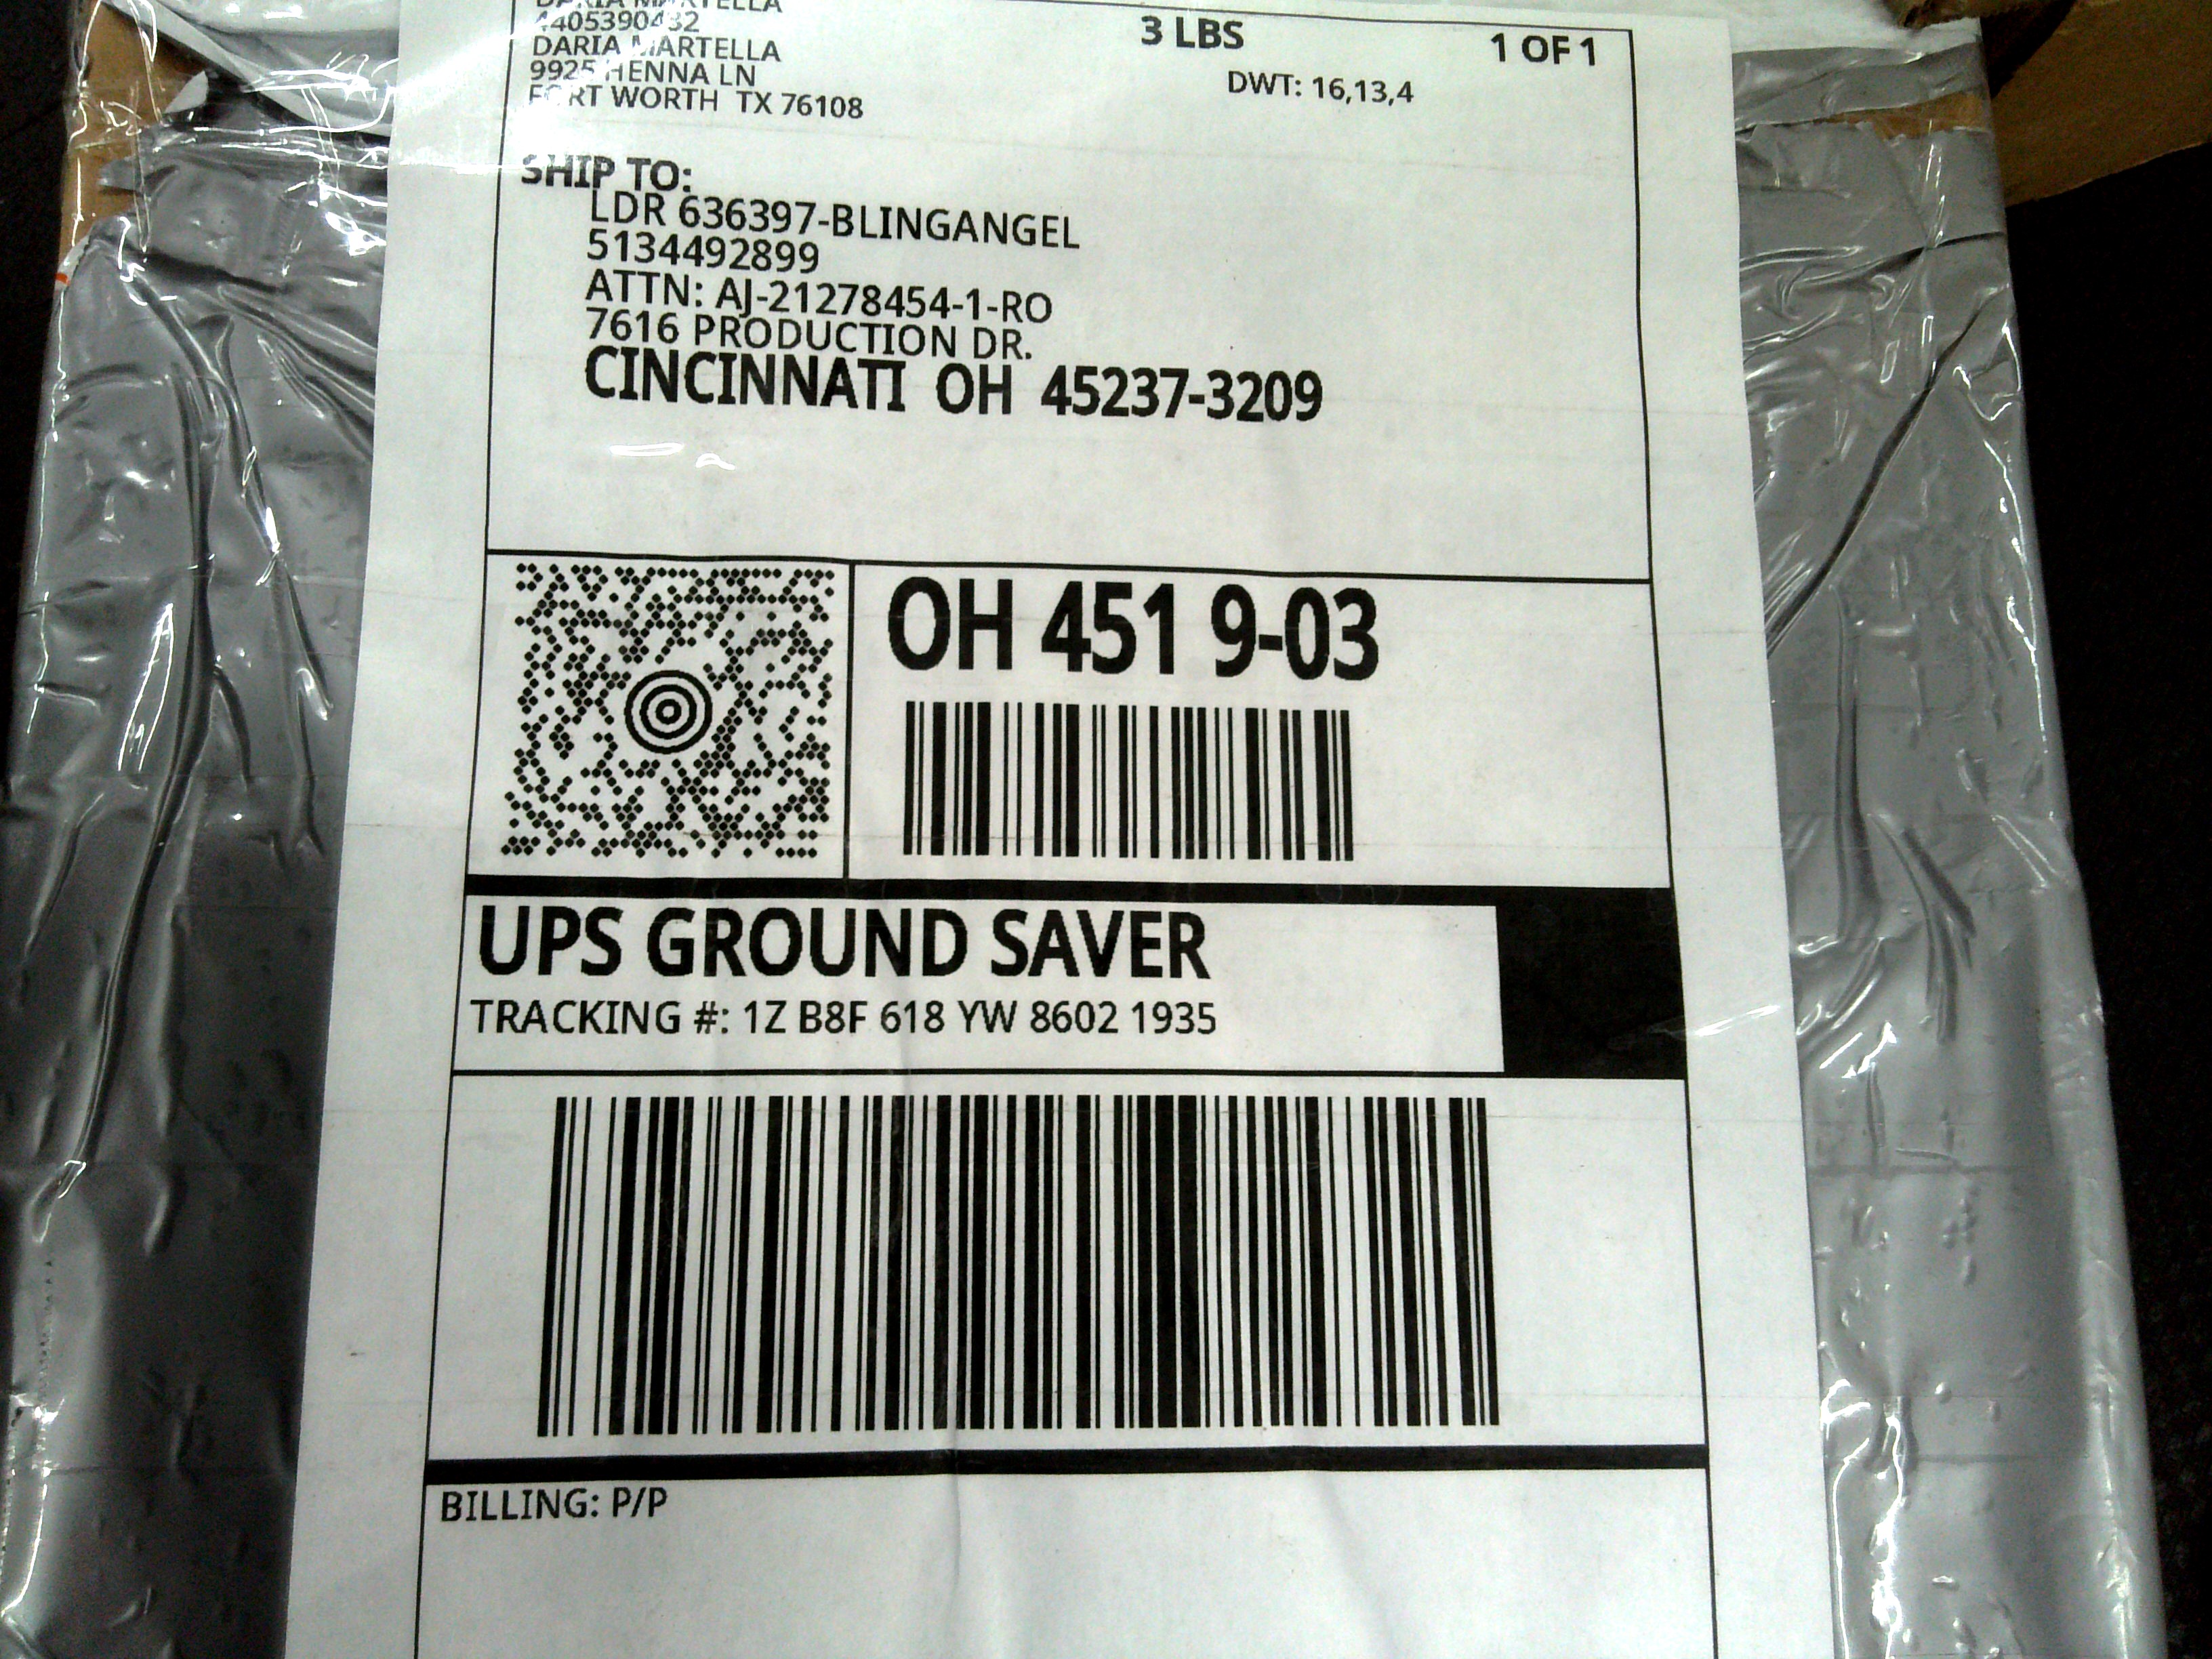 DARIA MARTELLA
4405390432
DARIA MARTELLA
9925 HENNA LN
FORT WORTH TX 76108
3 LBS
1 OF 1
DWT: 16,13,4
SHIP TO:
LDR 636397-BLINGANGEL
5134492899
ATTN: AJ-21278454-1-RO
7616 PRODUCTION DR.
CINCINNATI OH 45237-3209
OH 451 9-03
UPS GROUND SAVER
TRACKING #: 1Z B8F 618 YW 8602 1935
BILLING: P/P